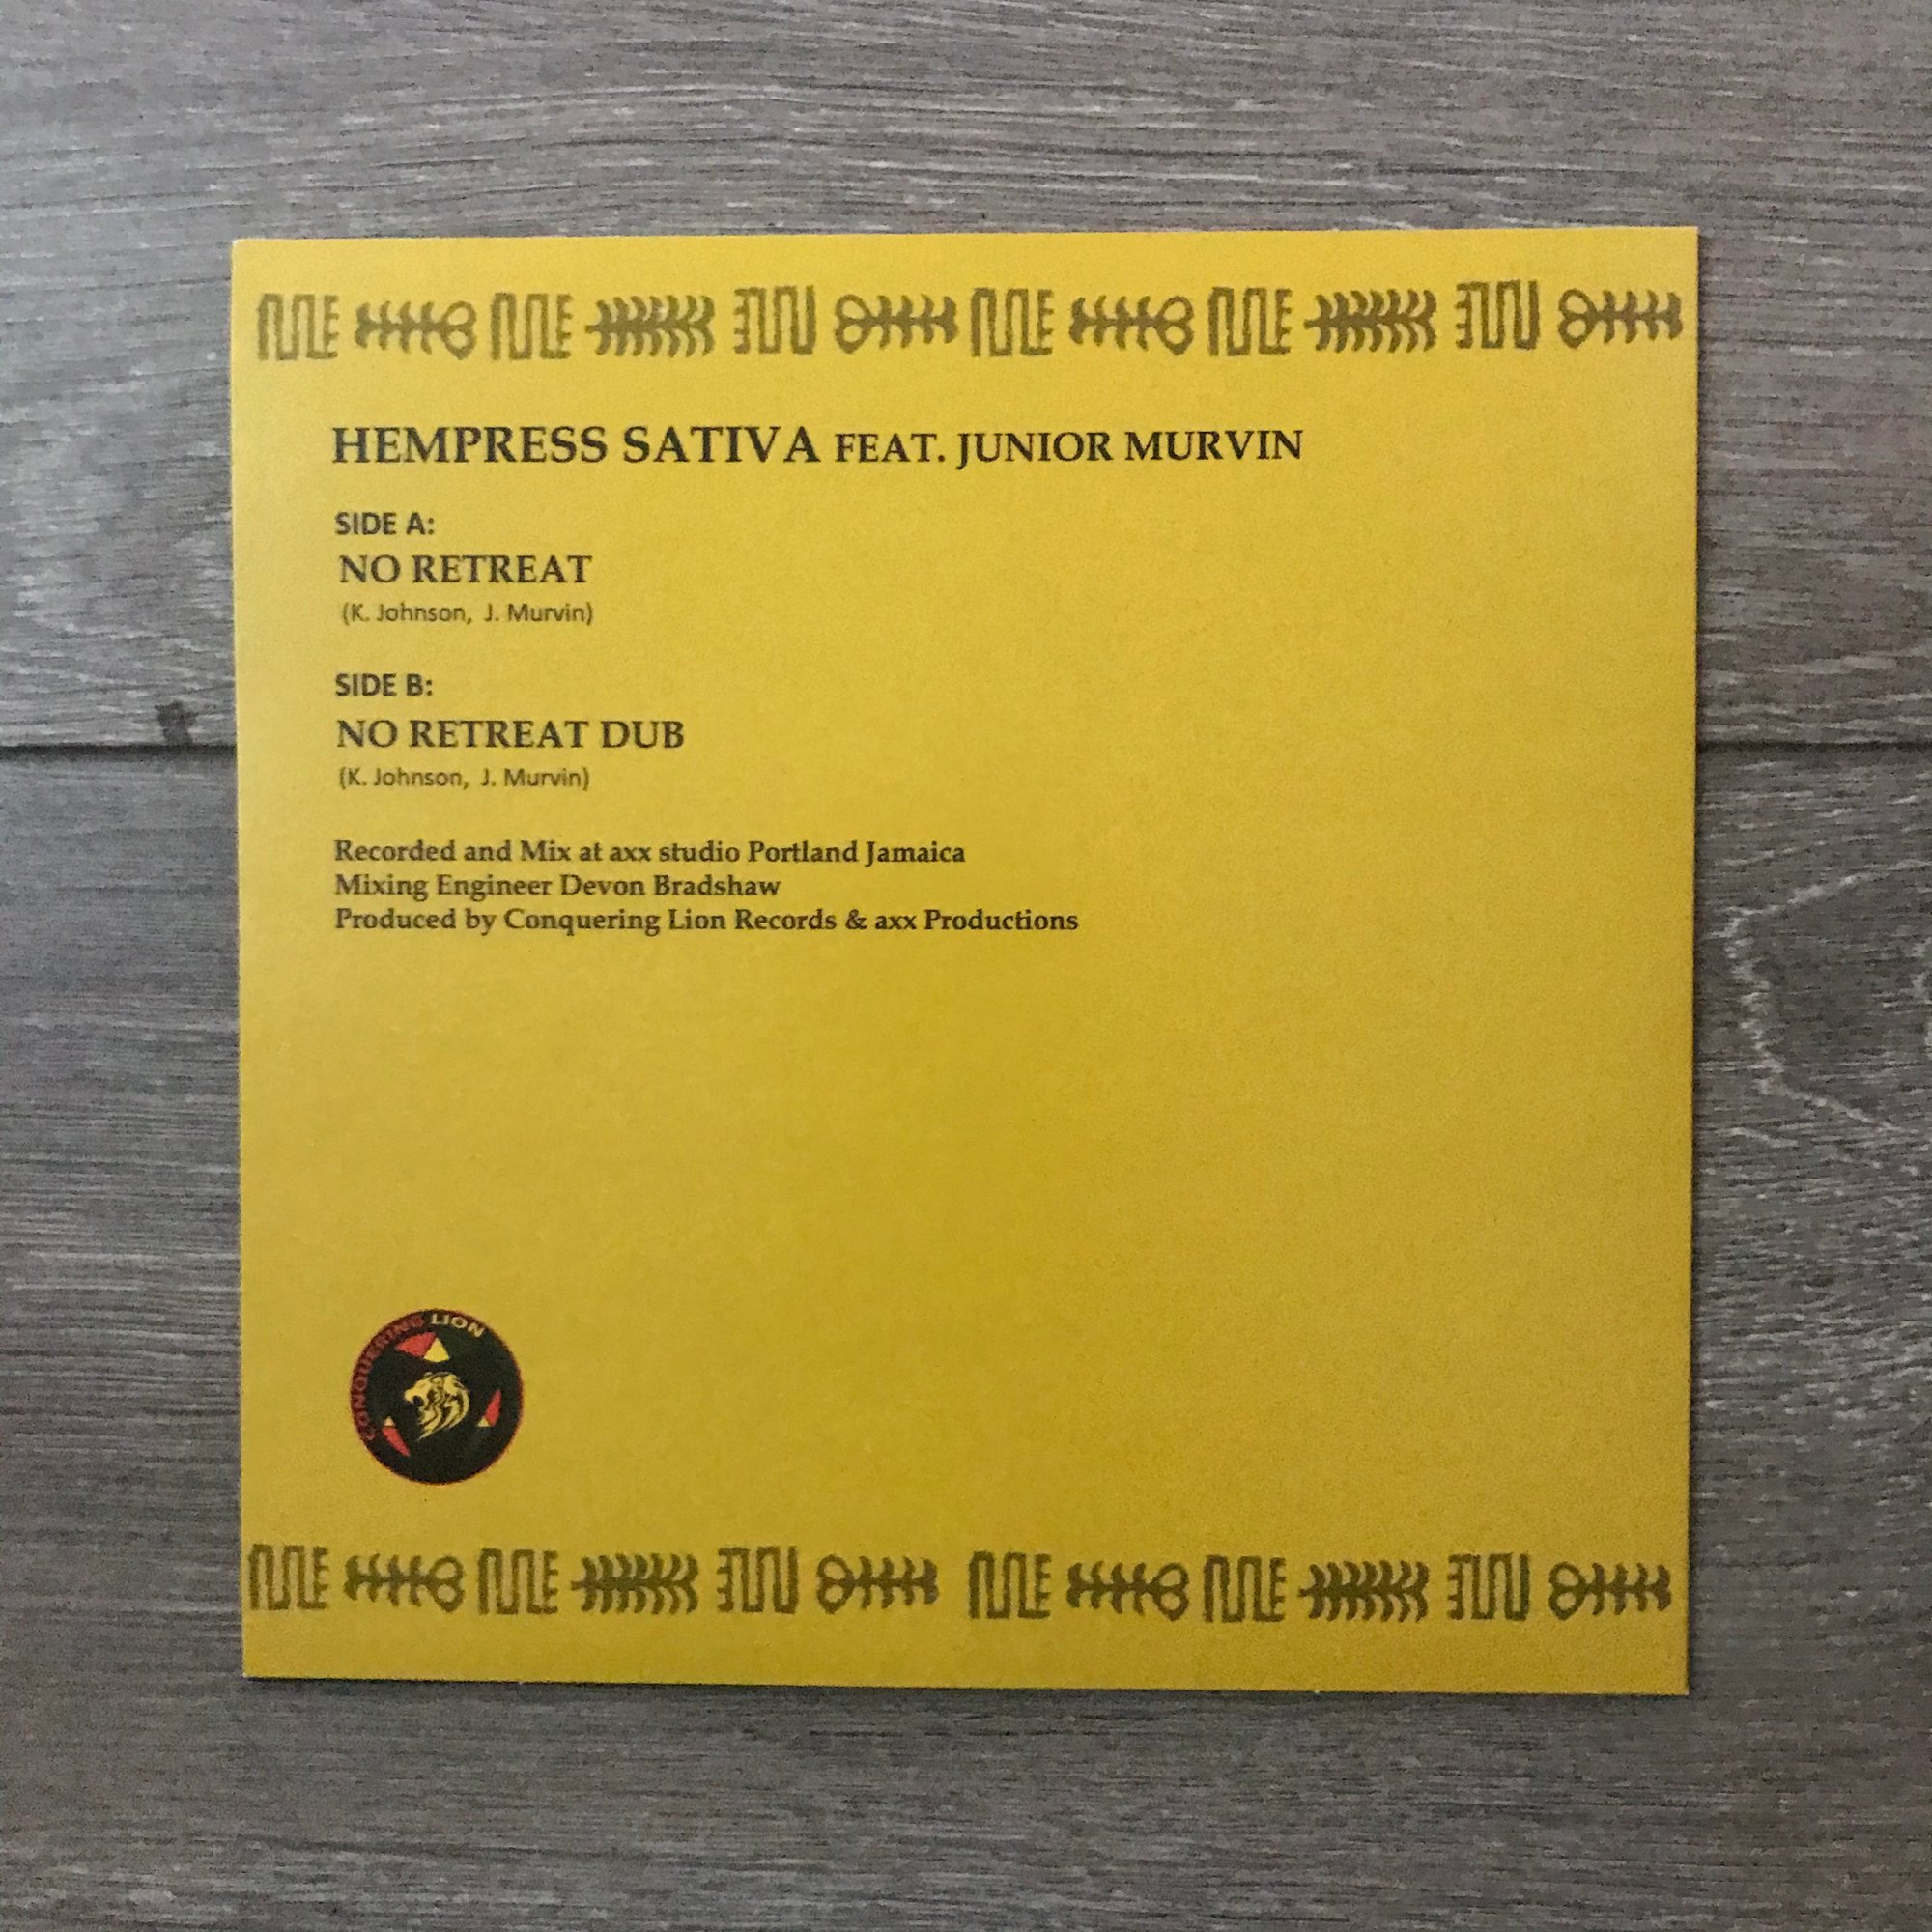 HEMPRESS SATIVA FEAT. JUNIOR MURVIN
SIDE A:
NO RETREAT
(K. Johnson, J. Murvin)
SIDE B:
NO RETREAT DUB
(K. Johnson, J. Murvin)
Recorded and Mix at axx studio Portland Jamaica
Mixing Engineer Devon Bradshaw
Produced by Conquering Lion Records & axx Productions
CONQUERING LION